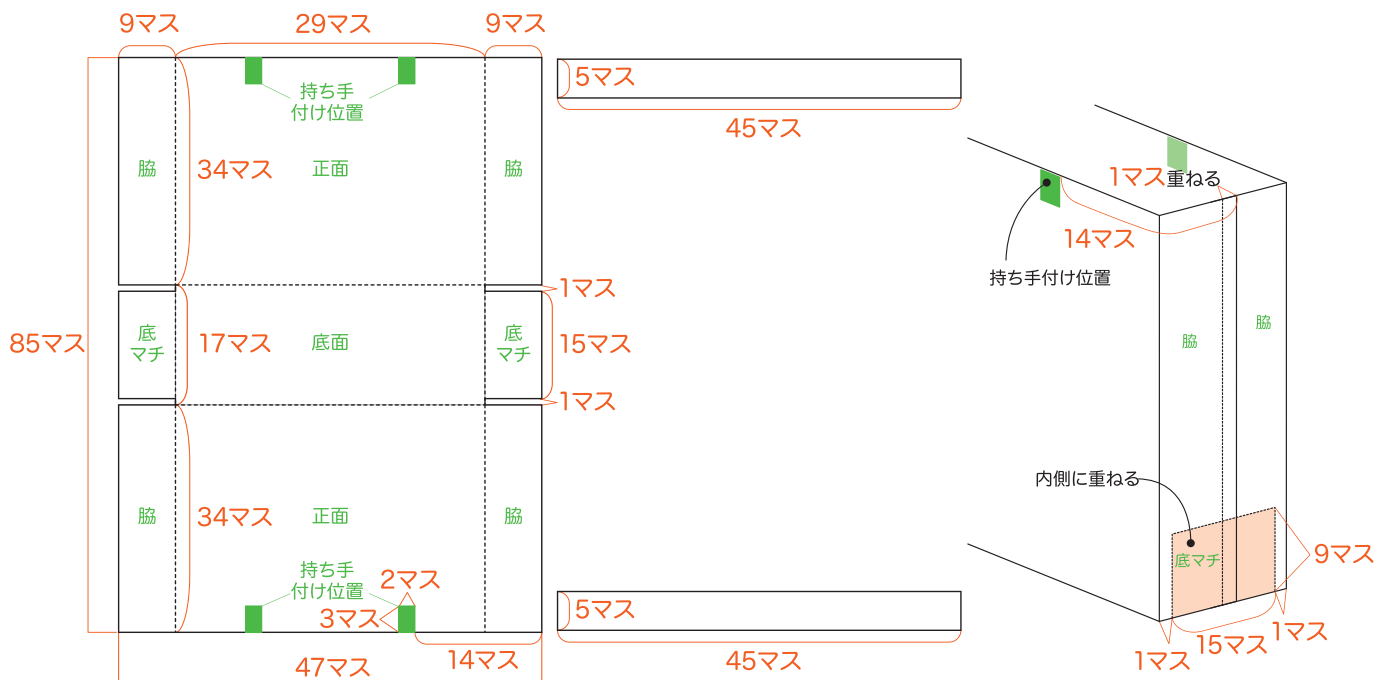 9マス
29マス
9マス
持ち手
付け位置
5マス
45マス
脇
34マス
正面
脇
1マス重ねる
14マス
持ち手付け位置
1マス
85マス
底
マチ
17マス
底面
底
マチ
15マス
1マス
脇
脇
内側に重ねる
底マチ
9マス
脇
34マス
正面
脇
持ち手
付け位置
2マス
3マス
5マス
45マス
14マス
47マス
1マス
15マス
1マス